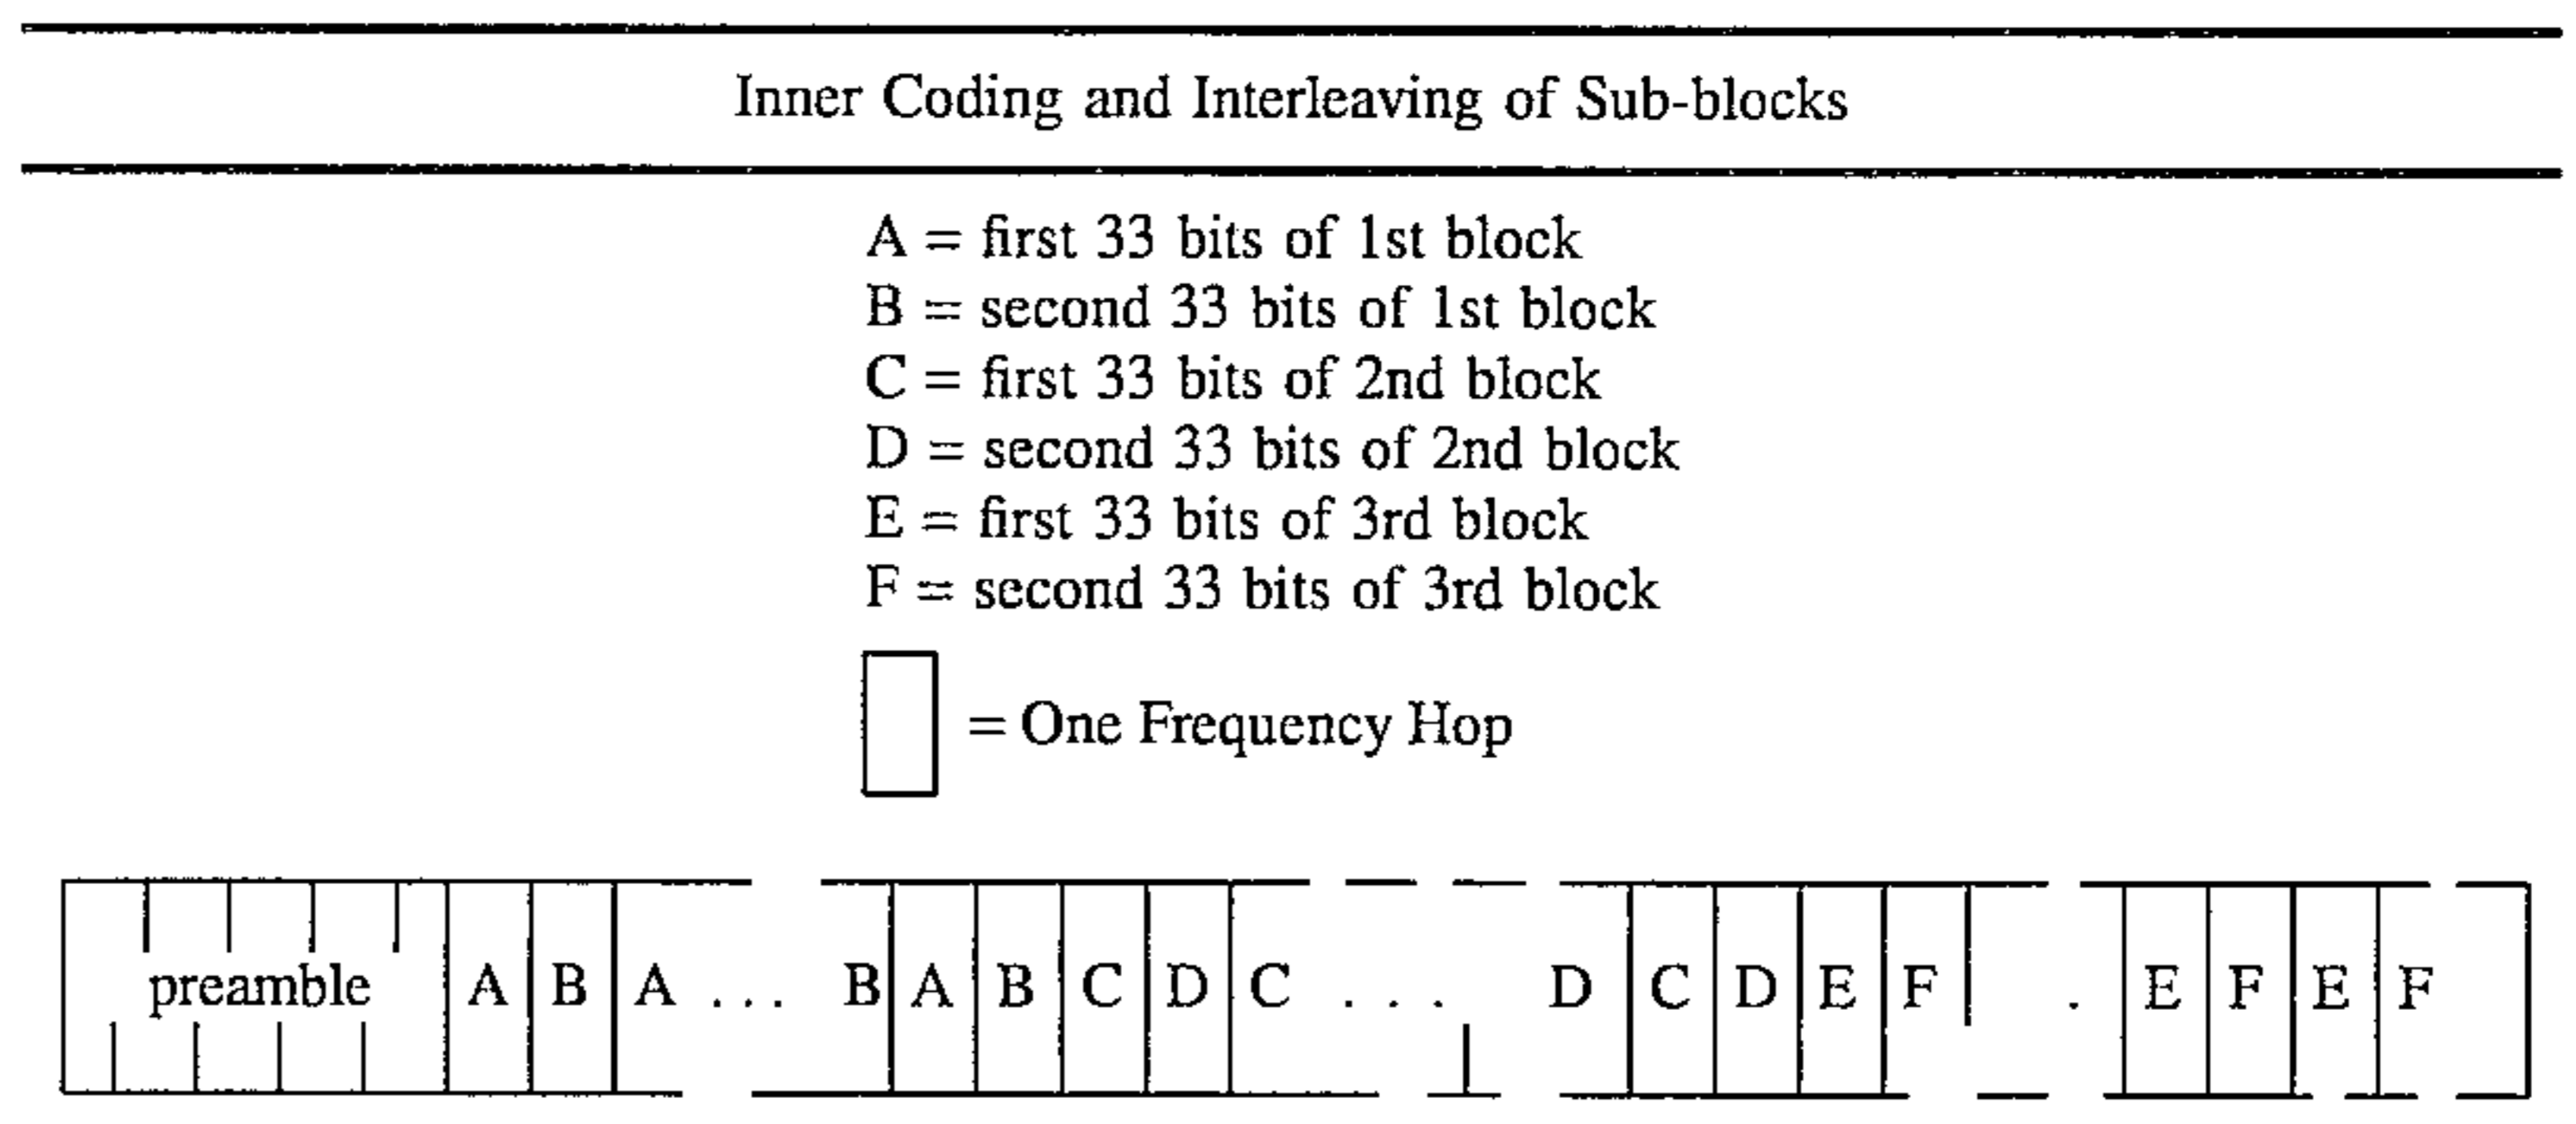 Inner Coding and Interleaving of Sub-blocks
A = first 33 bits of 1st block
B = second 33 bits of 1st block
C = first 33 bits of 2nd block
D = second 33 bits of 2nd block
E = first 33 bits of 3rd block
F = second 33 bits of 3rd block
= One Frequency Hop
preamble A B A ... B A B C D C ... D C D E F . E F E F